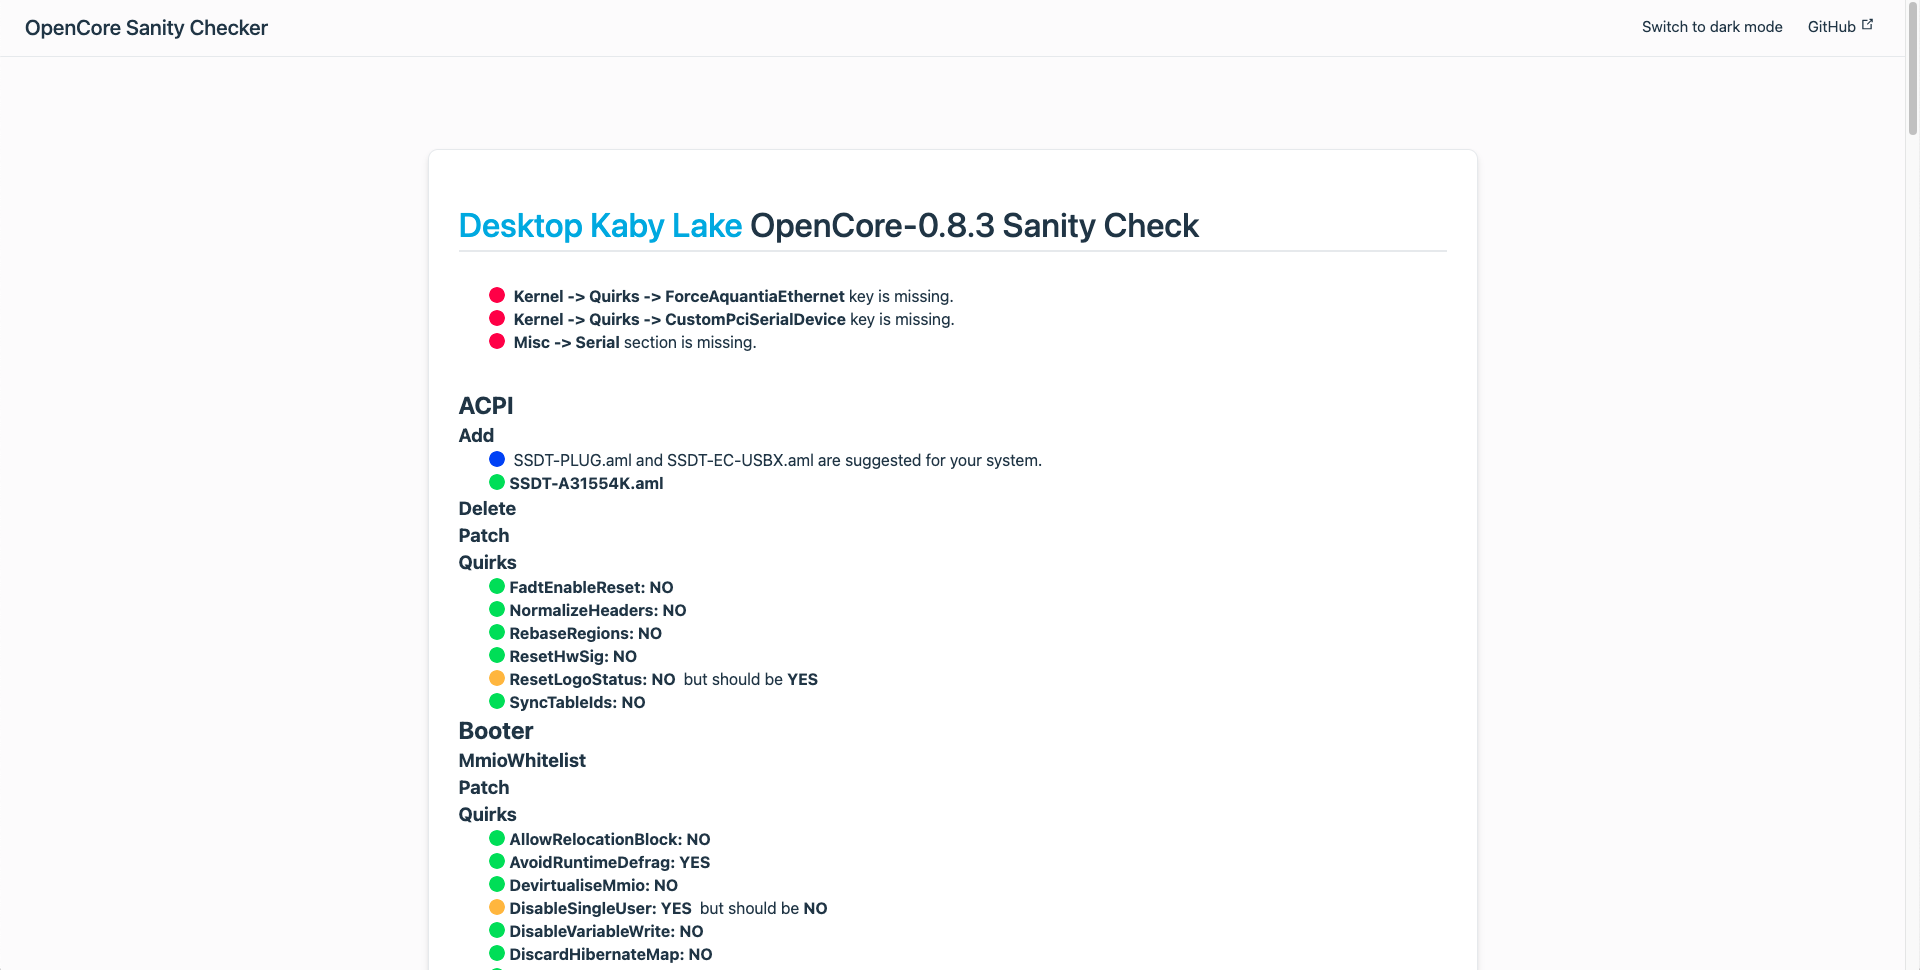 OpenCore Sanity Checker
Switch to dark mode
GitHub
Desktop Kaby Lake OpenCore-0.8.3 Sanity Check
Kernel -> Quirks -> ForceAquantiaEthernet key is missing.
Kernel -> Quirks -> CustomPciSerialDevice key is missing.
Misc -> Serial section is missing.
ACPI
Add
SSDT-PLUG.aml and SSDT-EC-USBX.aml are suggested for your system.
SSDT-A31554K.aml
Delete
Patch
Quirks
FadtEnableReset: NO
NormalizeHeaders: NO
RebaseRegions: NO
ResetHwSig: NO
ResetLogoStatus: NO but should be YES
SyncTableIds: NO
Booter
MmioWhitelist
Patch
Quirks
AllowRelocationBlock: NO
AvoidRuntimeDefrag: YES
DevirtualiseMmio: NO
DisableSingleUser: YES but should be NO
DisableVariableWrite: NO
DiscardHibernateMap: NO